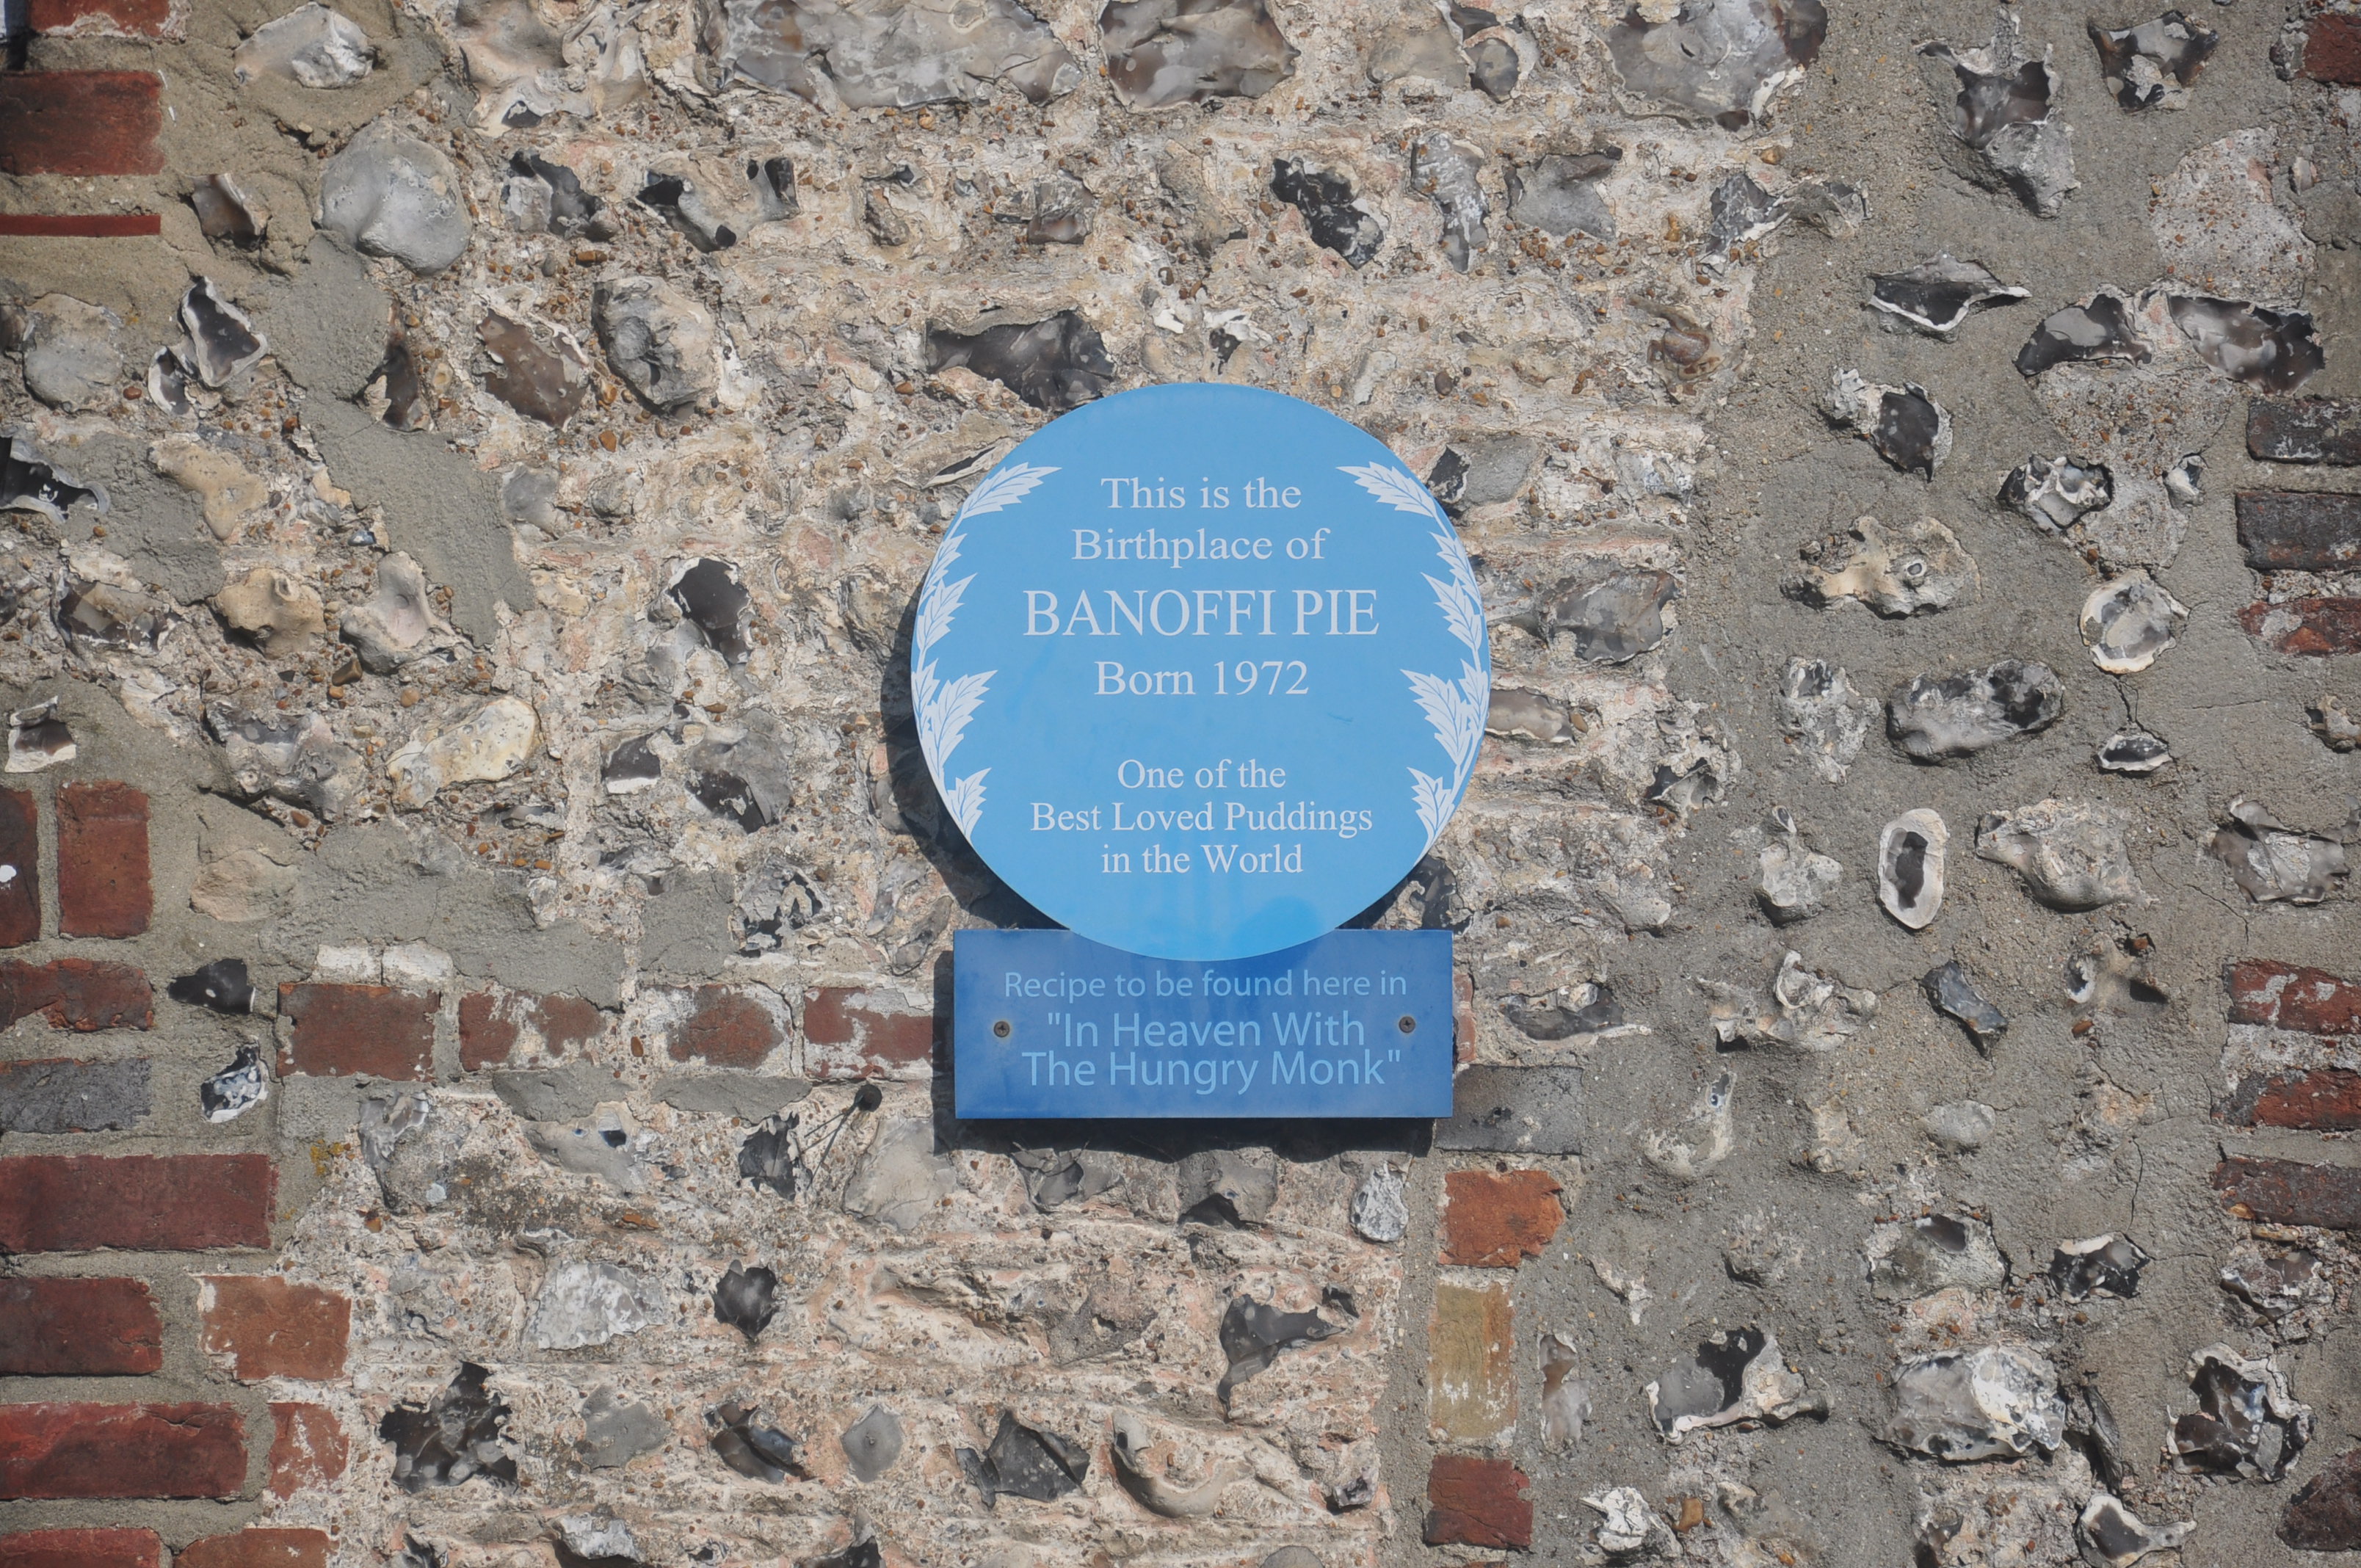 This is the
Birthplace of
BANOFFI PIE
Born 1972
One of the
Best Loved Puddings
in the World
Recipe to be found here in
"In Heaven With
The Hungry Monk"